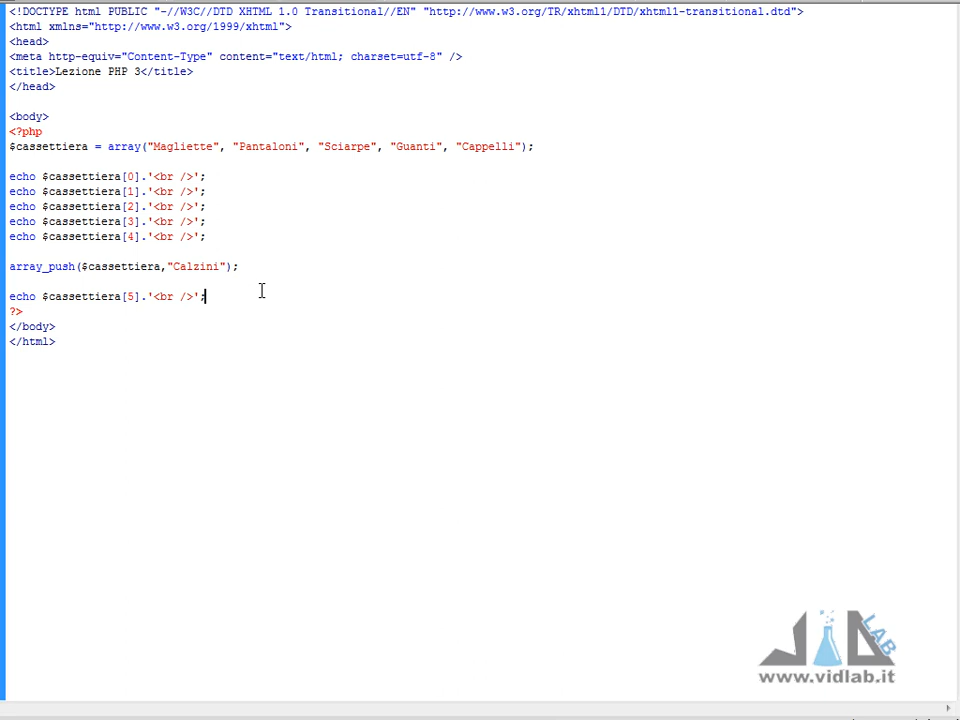 <!DOCTYPE html PUBLIC "-//W3C//DTD XHTML 1.0 Transitional//EN" "http://www.w3.org/TR/xhtml1/DTD/xhtml1-transitional.dtd">
<html xmlns="http://www.w3.org/1999/xhtml">
<head>
<meta http-equiv="Content-Type" content="text/html; charset=utf-8" />
<title>Lezione PHP 3</title>
</head>
<body>
<?php
$cassettiera = array("Magliette", "Pantaloni", "Sciarpe", "Guanti", "Cappelli");
echo $cassettiera[0].'<br />';
echo $cassettiera[1].'<br />';
echo $cassettiera[2].'<br />';
echo $cassettiera[3].'<br />';
echo $cassettiera[4].'<br />';
array_push($cassettiera,"Calzini");
echo $cassettiera[5].'<br />';
?>
</body>
</html>
LAB
www.vidlab.it